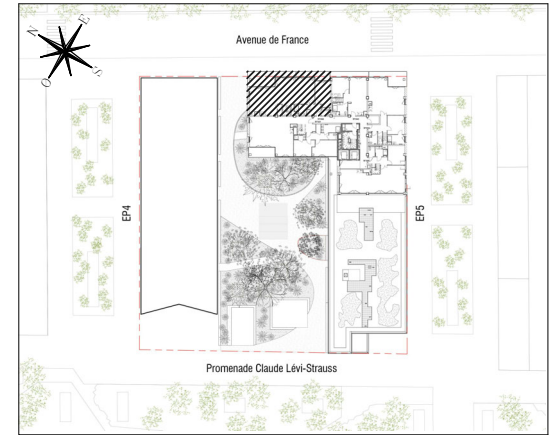 N
E
S
O
Avenue de France
EP4
EP5
Promenade Claude Lévi-Strauss